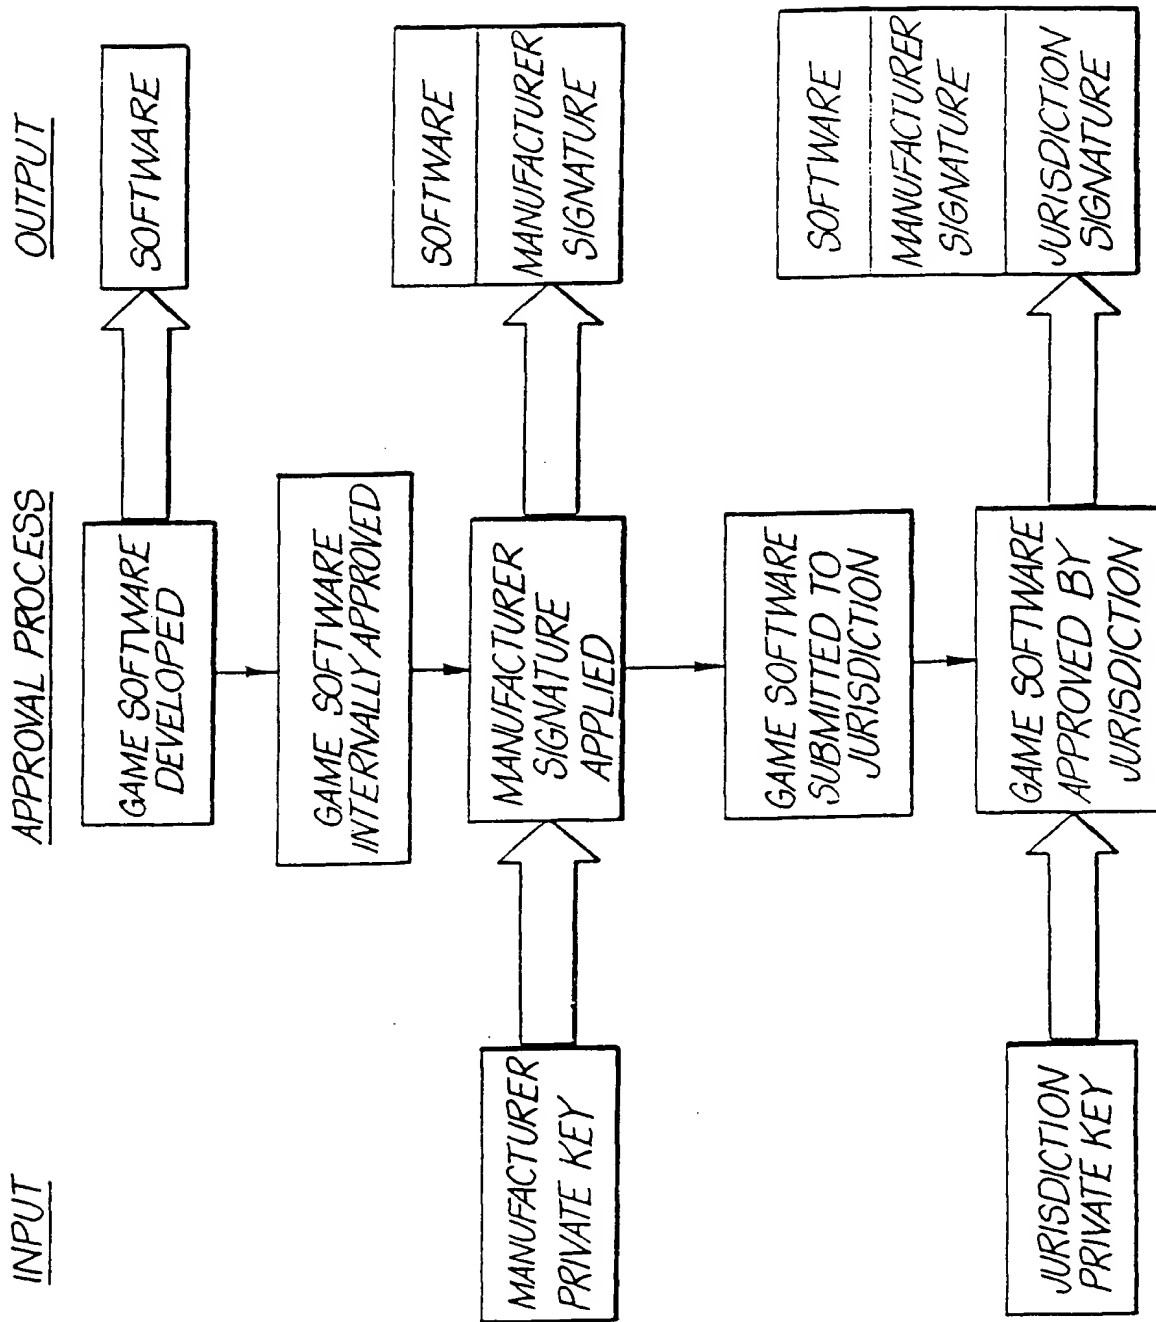 INPUT
APPROVAL PROCESS
OUTPUT
GAME SOFTWARE
DEVELOPED
SOFTWARE
GAME SOFTWARE
INTERNALLY APPROVED
MANUFACTURER
PRIVATE KEY
MANUFACTURER
SIGNATURE
APPLIED
SOFTWARE
MANUFACTURER
SIGNATURE
GAME SOFTWARE
SUBMITTED TO
JURISDICTION
JURISDICTION
PRIVATE KEY
GAME SOFTWARE
APPROVED BY
JURISDICTION
SOFTWARE
MANUFACTURER
SIGNATURE
JURISDICTION
SIGNATURE